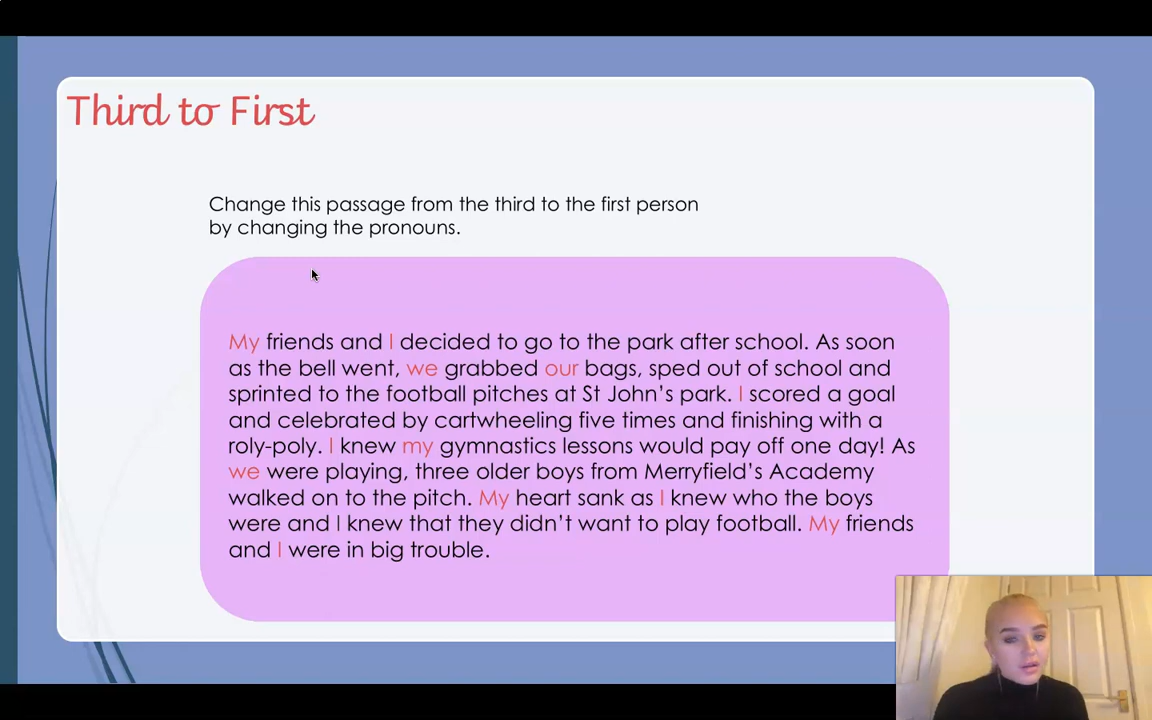 Third to First
Change this passage from the third to the first person
by changing the pronouns.
My friends and I decided to go to the park after school. As soon
as the bell went, we grabbed our bags, sped out of school and
sprinted to the football pitches at St John's park. I scored a goal
and celebrated by cartwheeling five times and finishing with a
roly-poly. I knew my gymnastics lessons would pay off one day! As
we were playing, three older boys from Merryfield's Academy
walked on to the pitch. My heart sank as I knew who the boys
were and I knew that they didn't want to play football. My friends
and I were in big trouble.